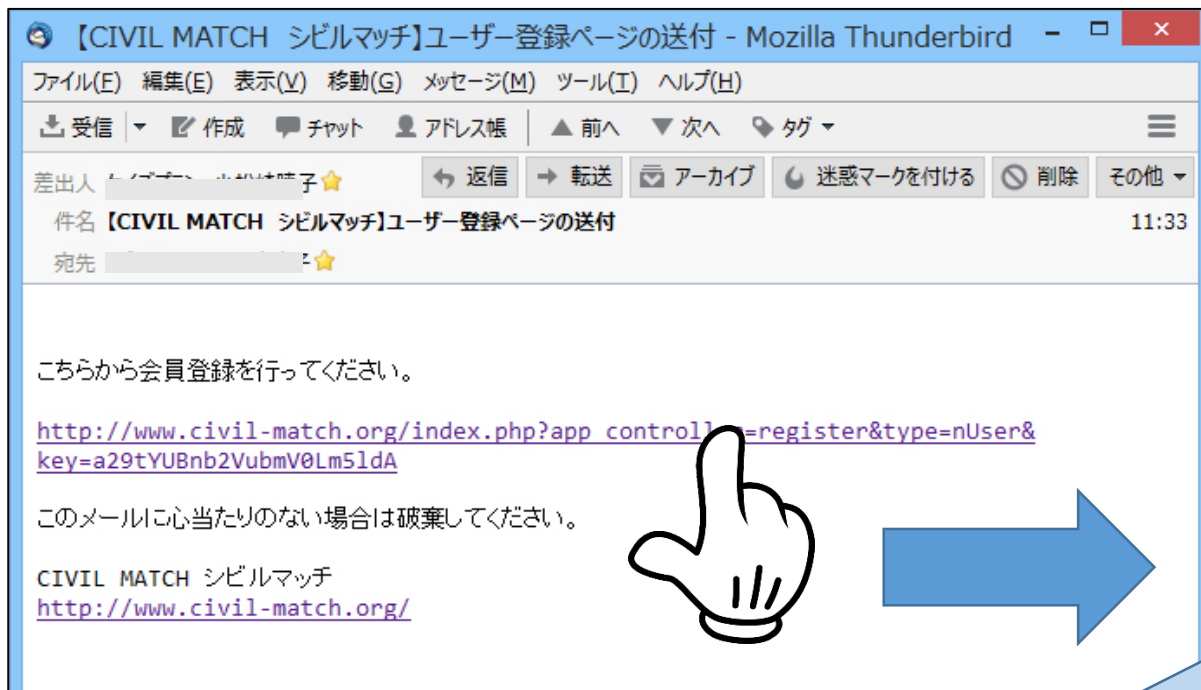 【CIVIL MATCH シビルマッチ】ユーザー登録ページの送付 - Mozilla Thunderbird
ファイル(F) 編集(E) 表示(V) 移動(G) メッセージ(M) ツール(T) ヘルプ(H)
受信 作成 チャット アドレス帳 前へ 次へ タグ
差出人 返信 転送 アーカイブ 迷惑マークを付ける 削除 その他
件名 【CIVIL MATCH シビルマッチ】ユーザー登録ページの送付 11:33
宛先
こちらから会員登録を行ってください。
http://www.civil-match.org/index.php?app_controller=register&type=nUser&
key=a29tYUBnb2VubmV0Lm5ldA
このメールに心当たりのない場合は破棄してください。
CIVIL MATCH シビルマッチ
http://www.civil-match.org/